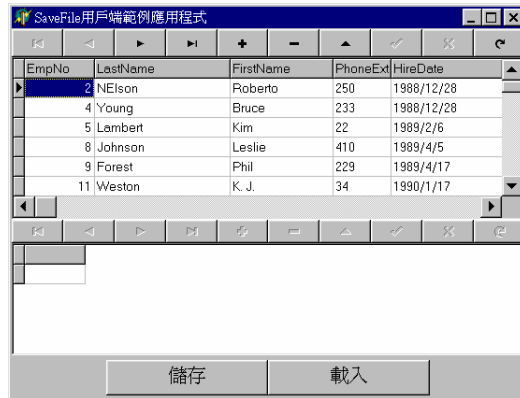 SaveFile用戶端範例應用程式
EmpNo LastName FirstName PhoneExt HireDate
2 NElson Roberto 250 1988/12/28
4 Young Bruce 233 1988/12/28
5 Lambert Kim 22 1989/2/6
8 Johnson Leslie 410 1989/4/5
9 Forest Phil 229 1989/4/17
11 Weston K. J. 34 1990/1/17
儲存 載入